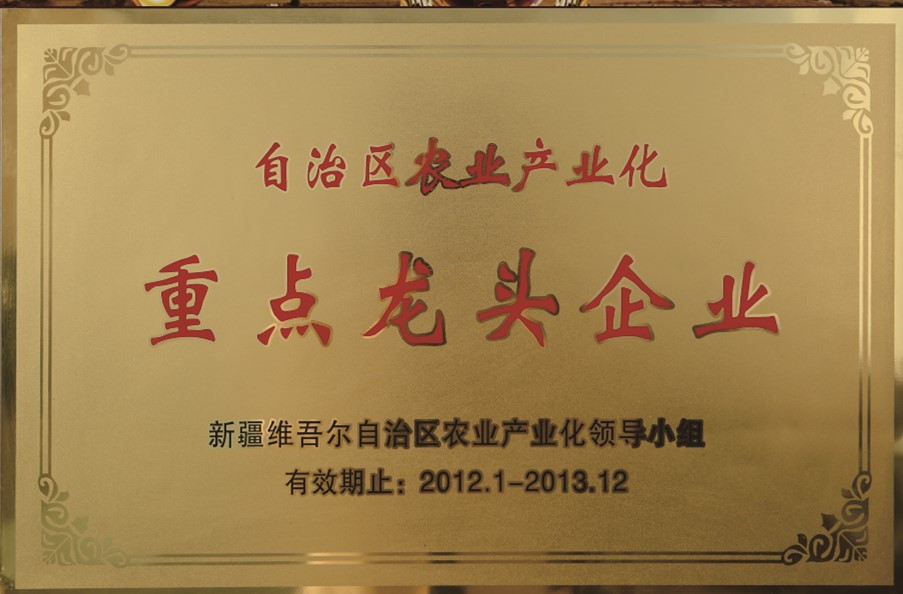 自治区农业产业化
重点龙头企业
新疆维吾尔自治区农业产业化领导小组
有效期止：2012.1-2013.12